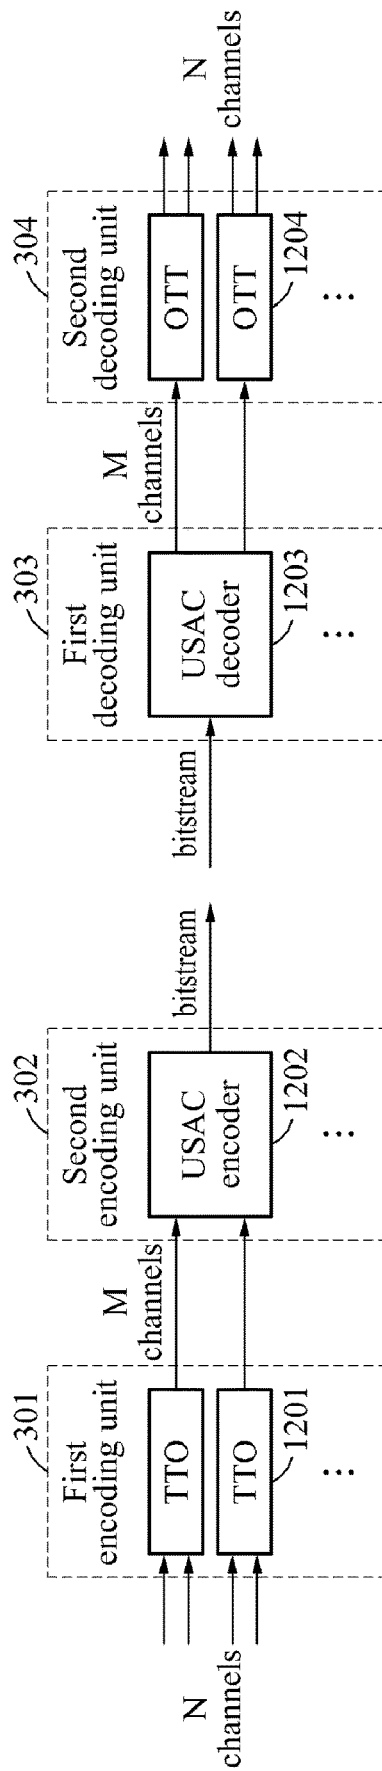 N
channels
301
First
encoding unit
TTO
TTO
1201
...
M
channels
302
Second
encoding unit
USAC
encoder
1202
...
bitstream
bitstream
303
First
decoding unit
USAC
decoder
1203
...
M
channels
304
Second
decoding unit
OTT
OTT
1204
...
N
channels